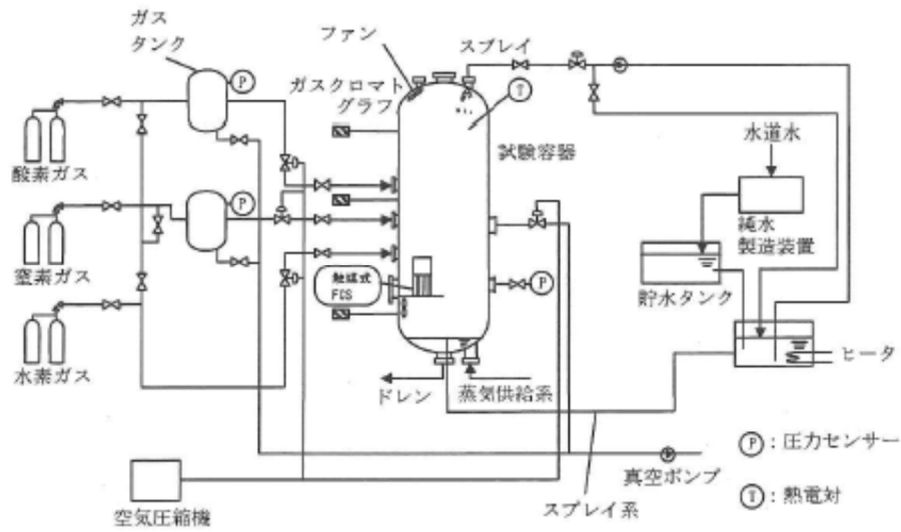 ガス
タンク
ファン
スプレイ
P
ガスクロマト
グラフ
T
水道水
酸素ガス
試験容器
P
純水
製造装置
窒素ガス
触媒式
FCS
P
貯水タンク
ヒータ
水素ガス
ドレン
蒸気供給系
P:圧力センサー
真空ポンプ
T:熱電対
空気圧縮機
スプレイ系